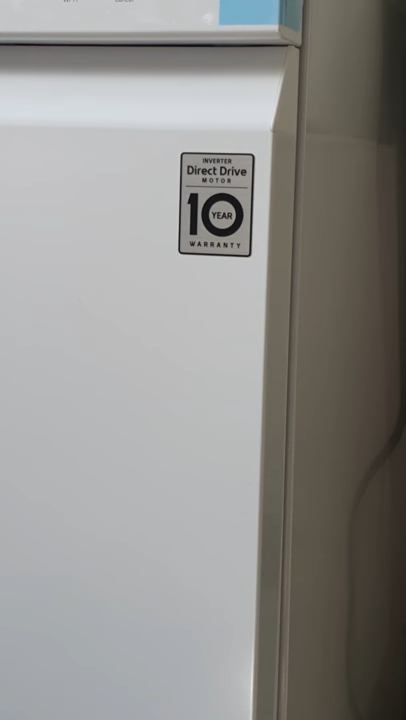 INVERTER
Direct Drive
MOTOR
10 YEAR
WARRANTY